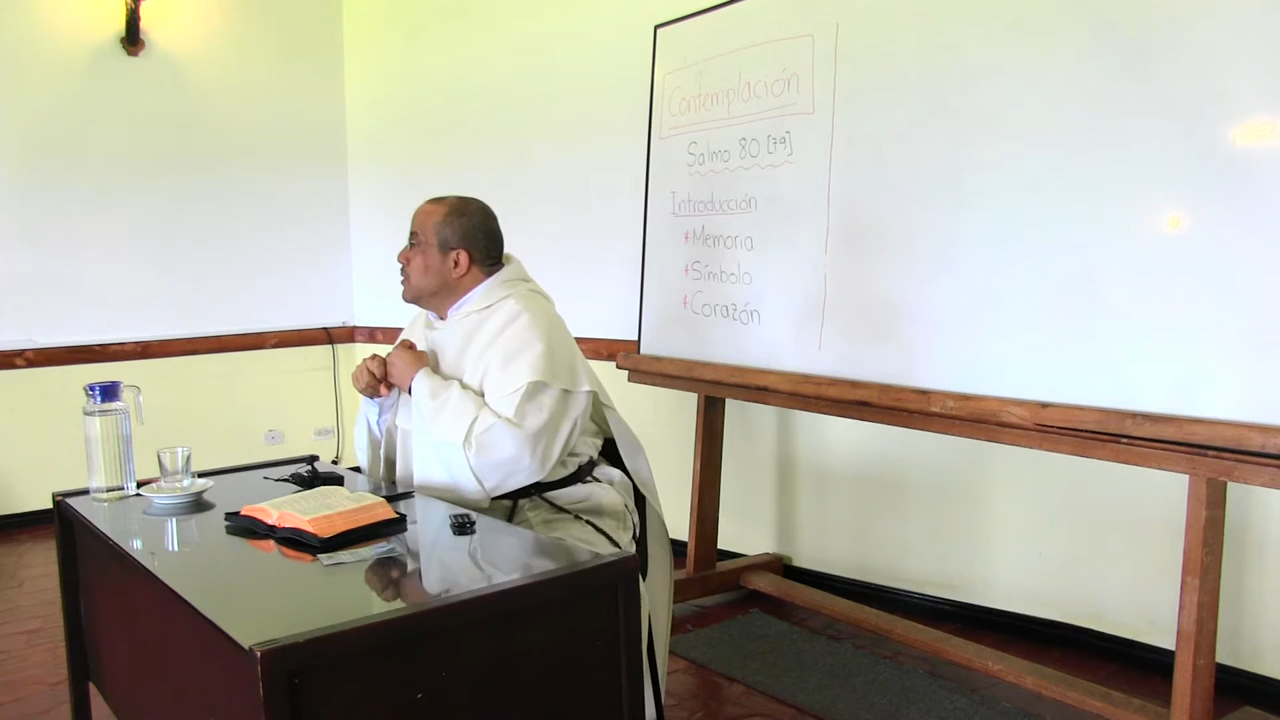 Contemplación
Salmo 80 [79]
Introducción
*Memoria
*Símbolo
*Corazón